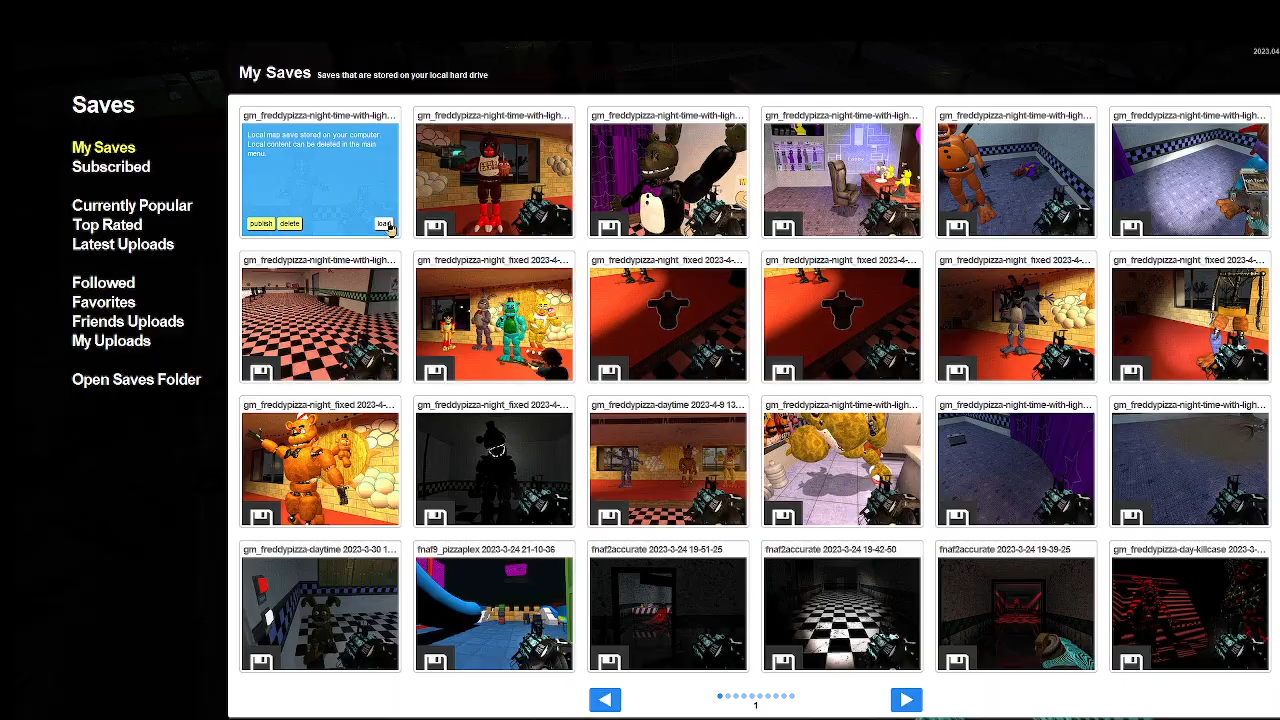 2023.04
My Saves Saves that are stored on your local hard drive
Saves
My Saves
Subscribed
Currently Popular
Top Rated
Latest Uploads
Followed
Favorites
Friends Uploads
My Uploads
Open Saves Folder
gm_freddypizza-night-time-with-ligh...
gm_freddypizza-night-time-with-ligh...
gm_freddypizza-night-time-with-ligh...
gm_freddypizza-night-time-with-ligh...
gm_freddypizza-night-time-with-ligh...
gm_freddypizza-night-time-with-ligh...
Local map save stored on your computer.
Local content can be deleted in the main
menu.
publish delete load
gm_freddypizza-night-time-with-ligh...
gm_freddypizza-night_fixed 2023-4-...
gm_freddypizza-night_fixed 2023-4-...
gm_freddypizza-night_fixed 2023-4-...
gm_freddypizza-night_fixed 2023-4-...
gm_freddypizza-night_fixed 2023-4-...
gm_freddypizza-night_fixed 2023-4-...
gm_freddypizza-night_fixed 2023-4-...
gm_freddypizza-daytime 2023-4-9 13...
gm_freddypizza-night-time-with-ligh...
gm_freddypizza-night-time-with-ligh...
gm_freddypizza-night-time-with-ligh...
gm_freddypizza-daytime 2023-3-30 1...
fnaf9_pizzaplex 2023-3-24 21-10-36
fnaf2accurate 2023-3-24 19-51-25
fnaf2accurate 2023-3-24 19-42-50
fnaf2accurate 2023-3-24 19-39-25
gm_freddypizza-day-killcase 2023-3-...
1